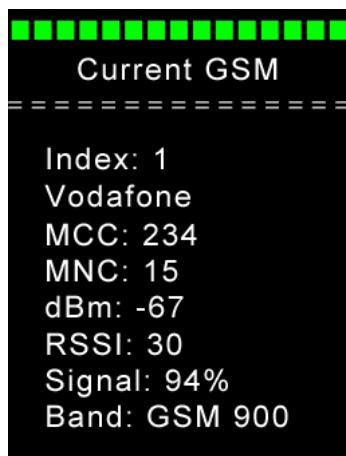 Current GSM
================
Index: 1
Vodafone
MCC: 234
MNC: 15
dBm: -67
RSSI: 30
Signal: 94%
Band: GSM 900